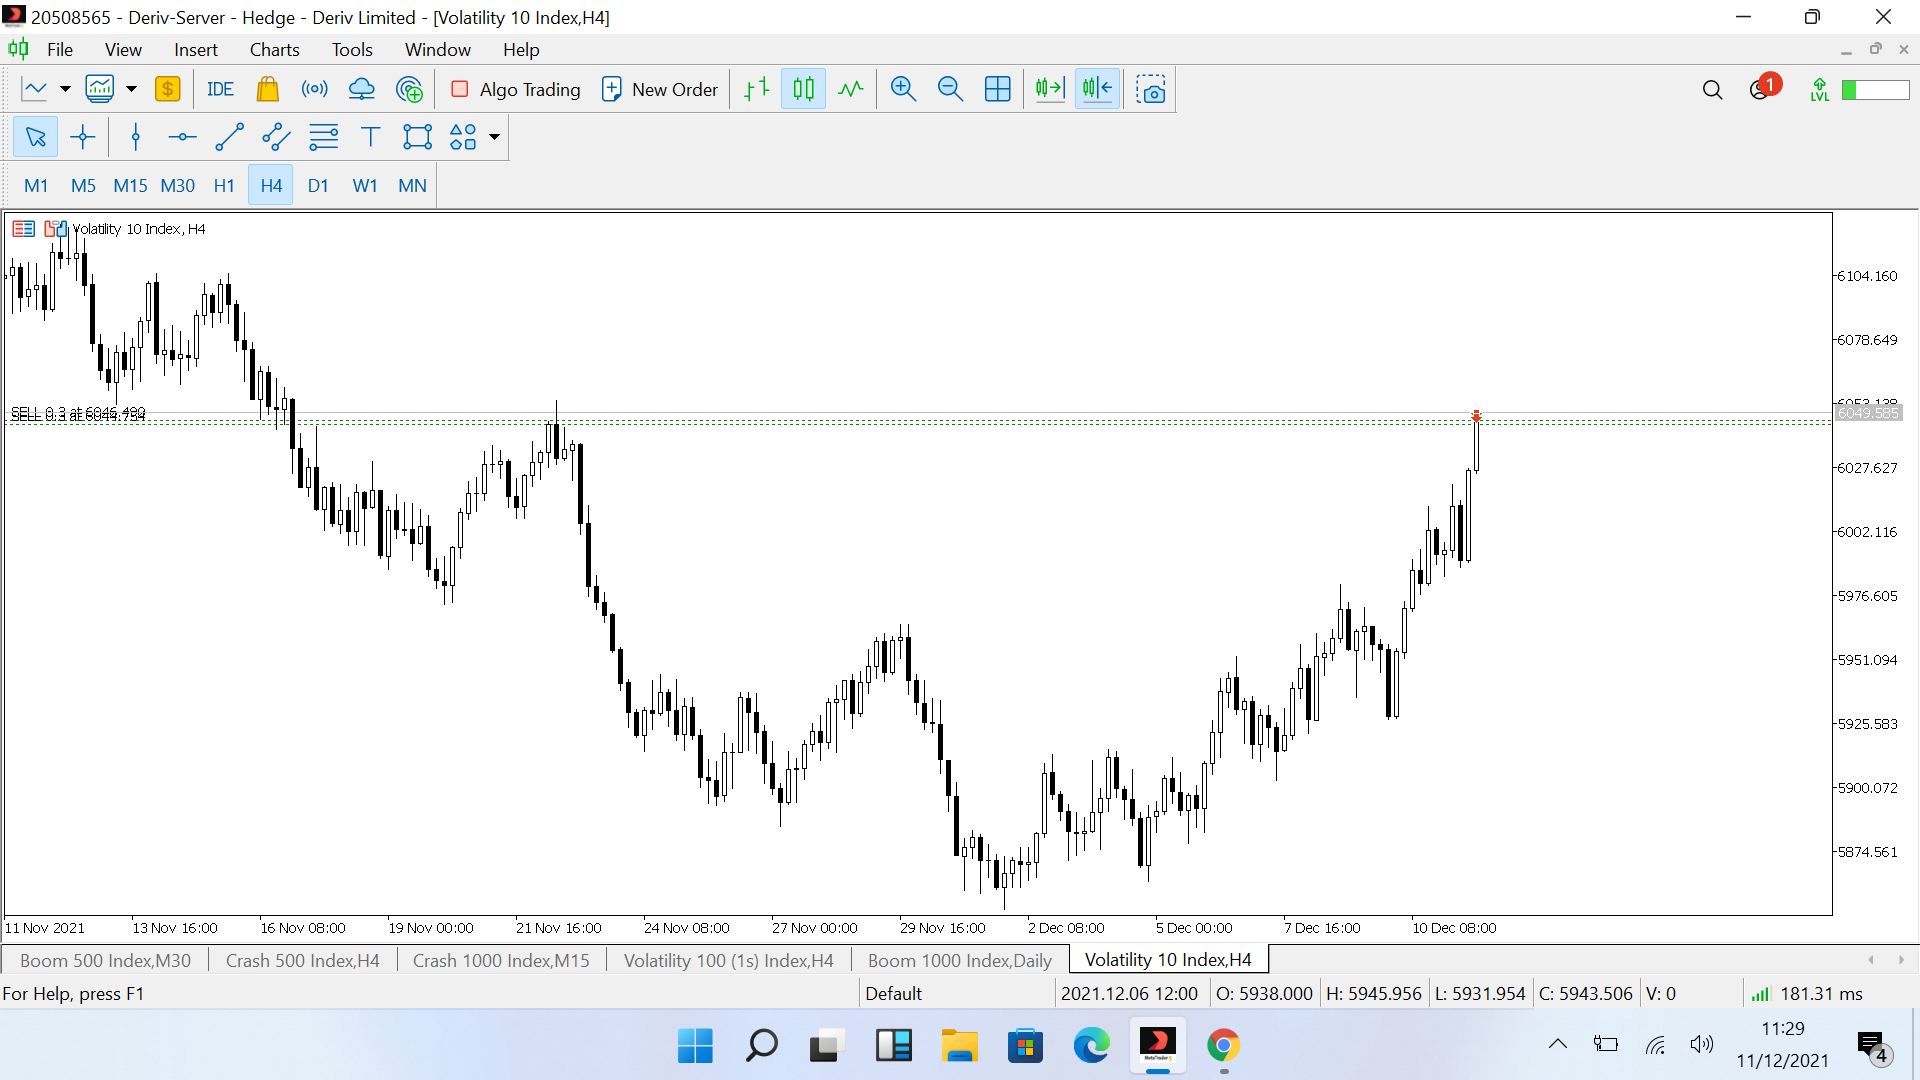 20508565 - Deriv-Server - Hedge - Deriv Limited - [Volatility 10 Index,H4]
File View Insert Charts Tools Window Help
IDE Algo Trading New Order 1 LVL
T
M1 M5 M15 M30 H1 H4 D1 W1 MN
Volatility 10 Index, H4
6104.160
6078.649
6053.138
SELL 0.3 at 6046.480
6049.585
6027.627
6002.116
5976.605
5951.094
5925.583
5900.072
5874.561
11 Nov 2021 13 Nov 16:00 16 Nov 08:00 19 Nov 00:00 21 Nov 16:00 24 Nov 08:00 27 Nov 00:00 29 Nov 16:00 2 Dec 08:00 5 Dec 00:00 7 Dec 16:00 10 Dec 08:00
Boom 500 Index,M30 Crash 500 Index,H4 Crash 1000 Index,M15 Volatility 100 (1s) Index,H4 Boom 1000 Index,Daily Volatility 10 Index,H4
For Help, press F1 Default 2021.12.06 12:00 O: 5938.000 H: 5945.956 L: 5931.954 C: 5943.506 V: 0 181.31 ms
11:29
11/12/2021
4